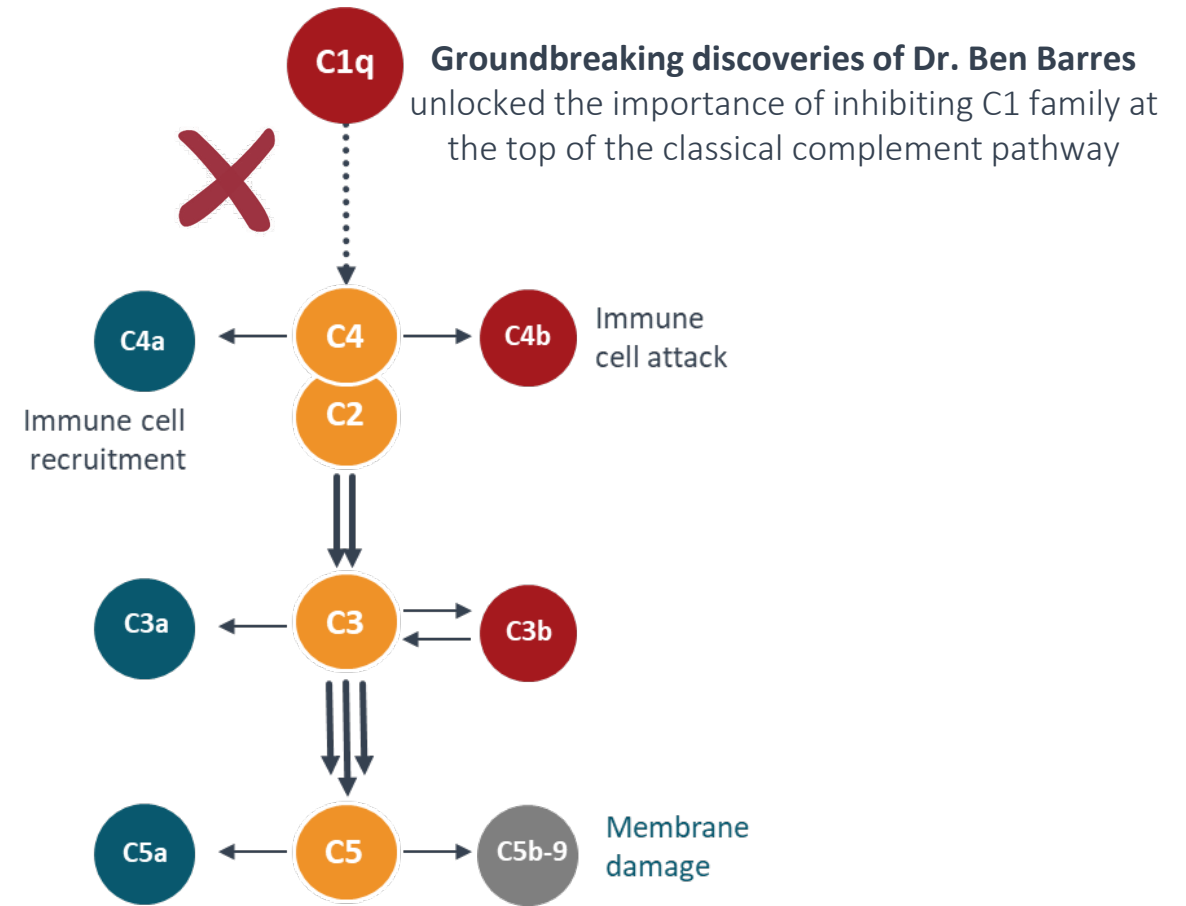 C1q
Groundbreaking discoveries of Dr. Ben Barres
unlocked the importance of inhibiting C1 family at
the top of the classical complement pathway
C4a
C4
C4b
Immune
cell attack
C2
Immune cell
recruitment
C3a
C3
C3b
C5a
C5
C5b-9
Membrane
damage